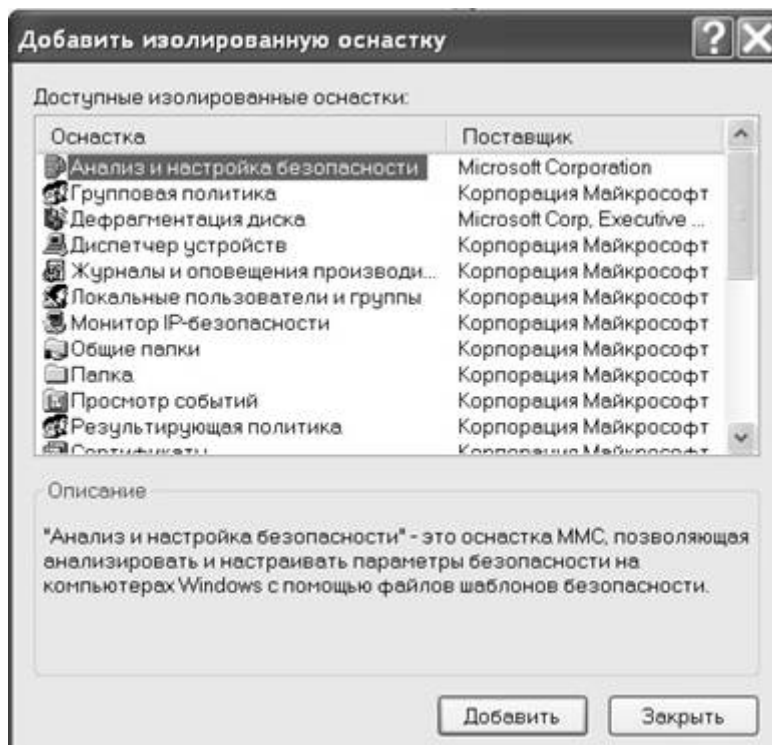 Добавить изолированную оснастку
Доступные изолированные оснастки:
Оснастка Поставщик
Анализ и настройка безопасности Microsoft Corporation
Групповая политика Корпорация Майкрософт
Дефрагментация диска Microsoft Corp, Executive ...
Диспетчер устройств Корпорация Майкрософт
Журналы и оповещения производи... Корпорация Майкрософт
Локальные пользователи и группы Корпорация Майкрософт
Монитор IP-безопасности Корпорация Майкрософт
Общие папки Корпорация Майкрософт
Папка Корпорация Майкрософт
Просмотр событий Корпорация Майкрософт
Результирующая политика Корпорация Майкрософт
Сертификаты Корпорация Майкрософт
Описание
"Анализ и настройка безопасности" - это оснастка MMC, позволяющая
анализировать и настраивать параметры безопасности на
компьютерах Windows с помощью файлов шаблонов безопасности.
Добавить Закрыть